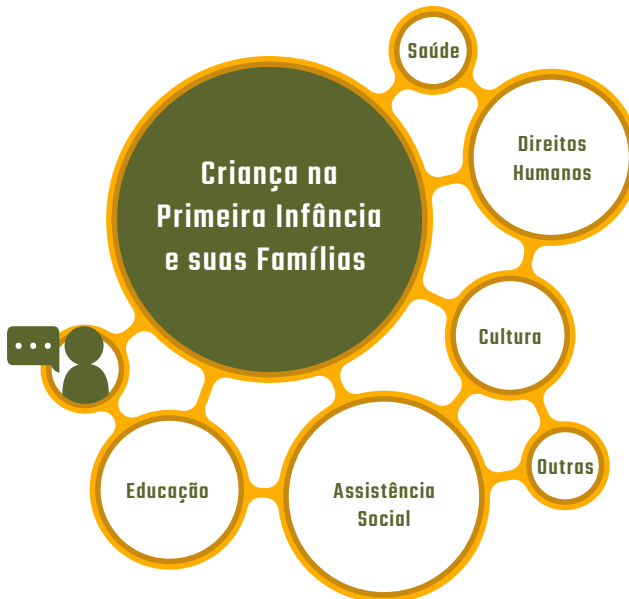 Saúde
Direitos
Humanos
Criança na
Primeira Infância
e suas Famílias
Cultura
Outras
Educação
Assistência
Social